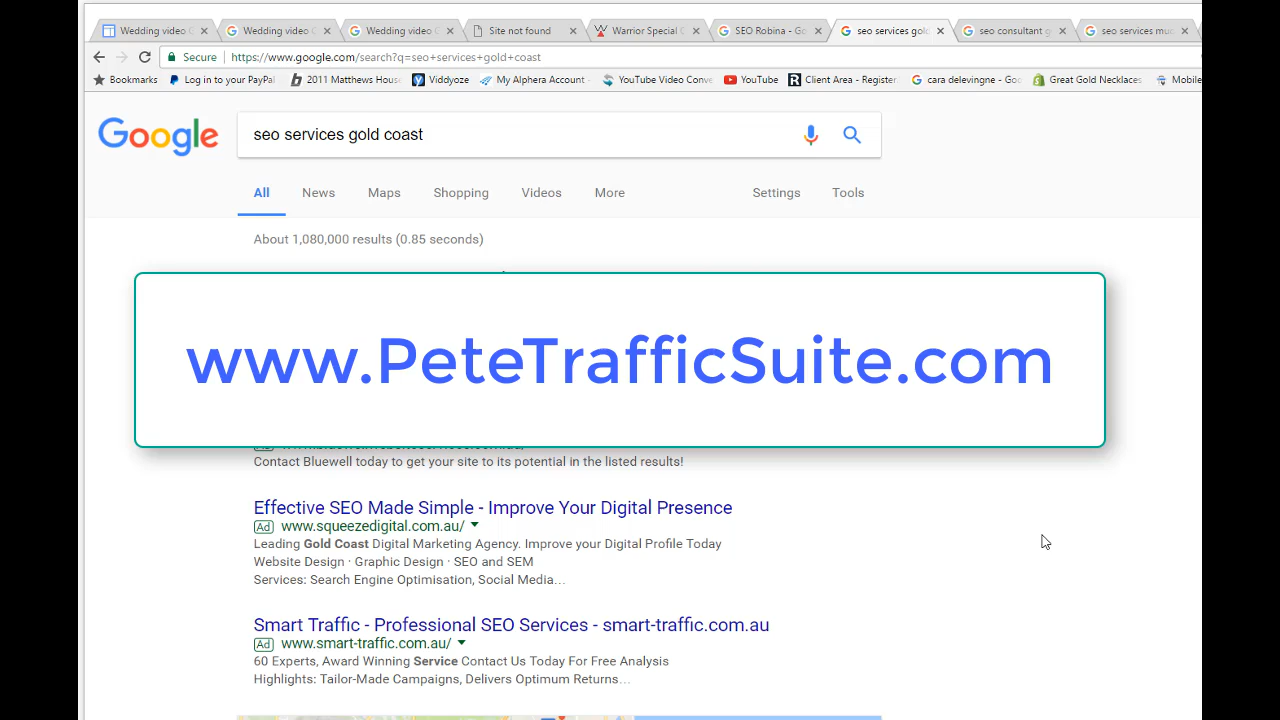 Wedding video
Wedding video
Wedding video
Site not found
Warrior Special
SEO Robina - Go
seo services gold
seo consultant
seo services mu
Secure
https://www.google.com/search?q=seo+services+gold+coast
Bookmarks
Log in to your PayPal
2011 Matthews House
Viddyoze
My Alphera Account
YouTube Video Conve
YouTube
Client Area - Register
cara delevingne - Goo
Great Gold Necklaces
Mobile
Google
seo services gold coast
All News Maps Shopping Videos More Settings Tools
About 1,080,000 results (0.85 seconds)
www.PeteTrafficSuite.com
Contact Bluewell today to get your site to its potential in the listed results!
Effective SEO Made Simple - Improve Your Digital Presence
Ad www.squeezedigital.com.au/
Leading Gold Coast Digital Marketing Agency. Improve your Digital Profile Today
Website Design · Graphic Design · SEO and SEM
Services: Search Engine Optimisation, Social Media...
Smart Traffic - Professional SEO Services - smart-traffic.com.au
Ad www.smart-traffic.com.au/
60 Experts, Award Winning Service Contact Us Today For Free Analysis
Highlights: Tailor-Made Campaigns, Delivers Optimum Returns...